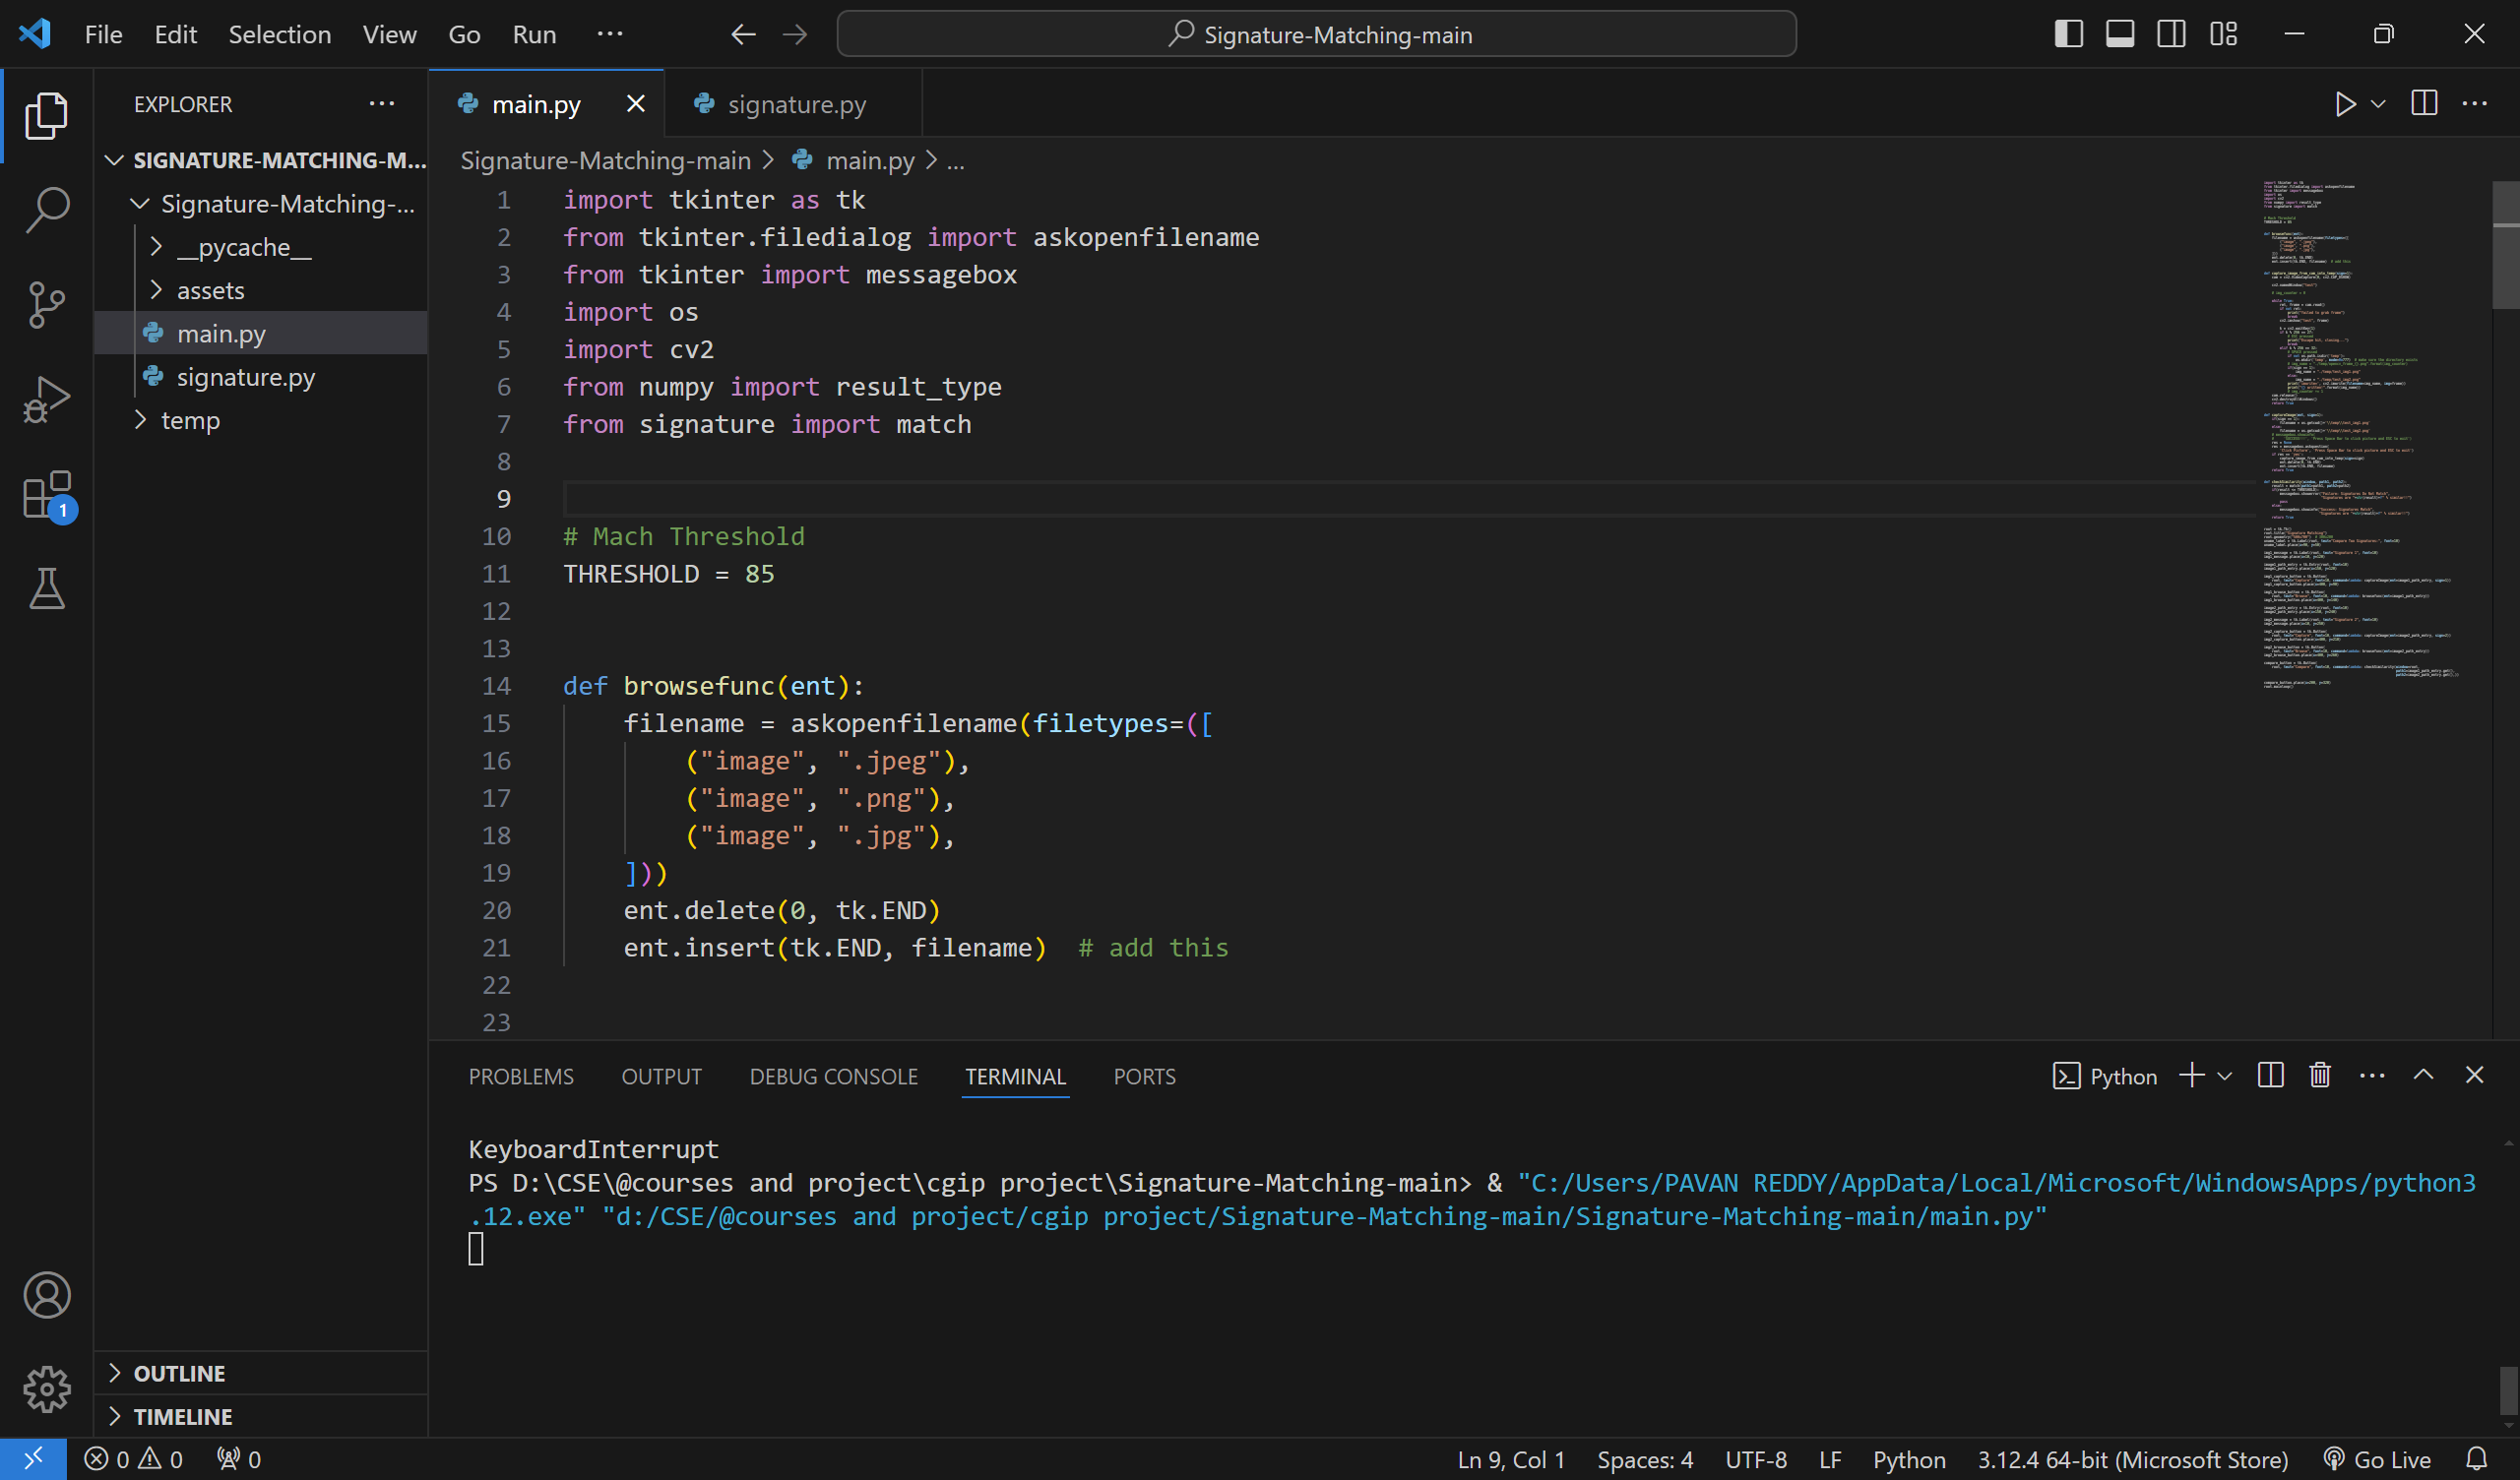 File Edit Selection View Go Run ...
Signature-Matching-main
EXPLORER
SIGNATURE-MATCHING-M...
Signature-Matching-...
__pycache__
assets
main.py
signature.py
temp
OUTLINE
TIMELINE
1
main.py
signature.py
Signature-Matching-main > main.py > ...
1 import tkinter as tk
2 from tkinter.filedialog import askopenfilename
3 from tkinter import messagebox
4 import os
5 import cv2
6 from numpy import result_type
7 from signature import match
8
9
10 # Mach Threshold
11 THRESHOLD = 85
12
13
14 def browsefunc(ent):
15     filename = askopenfilename(filetypes=([
16         ("image", ".jpeg"),
17         ("image", ".png"),
18         ("image", ".jpg"),
19     ]))
20     ent.delete(0, tk.END)
21     ent.insert(tk.END, filename)  # add this
22
23
PROBLEMS OUTPUT DEBUG CONSOLE TERMINAL PORTS
Python
KeyboardInterrupt
PS D:\CSE\@courses and project\cgip project\Signature-Matching-main> & "C:/Users/PAVAN REDDY/AppData/Local/Microsoft/WindowsApps/python3
.12.exe" "d:/CSE/@courses and project/cgip project/Signature-Matching-main/Signature-Matching-main/main.py"
0 0 0
Ln 9, Col 1 Spaces: 4 UTF-8 LF Python 3.12.4 64-bit (Microsoft Store) Go Live